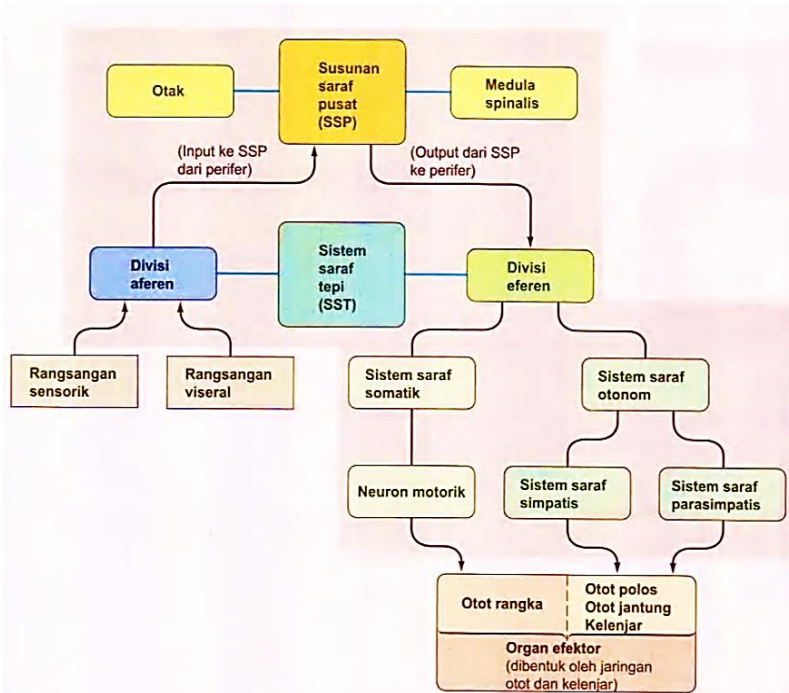 Otak
Susunan
saraf
pusat
(SSP)
Medula
spinalis
(Input ke SSP
dari perifer)
(Output dari SSP
ke perifer)
Divisi
aferen
Sistem
saraf
tepi
(SST)
Divisi
eferen
Rangsangan
sensorik
Rangsangan
viseral
Sistem saraf
somatik
Sistem saraf
otonom
Neuron motorik
Sistem saraf
simpatis
Sistem saraf
parasimpatis
Otot rangka
Otot polos
Otot jantung
Kelenjar
Organ efektor
(dibentuk oleh jaringan
otot dan kelenjar)